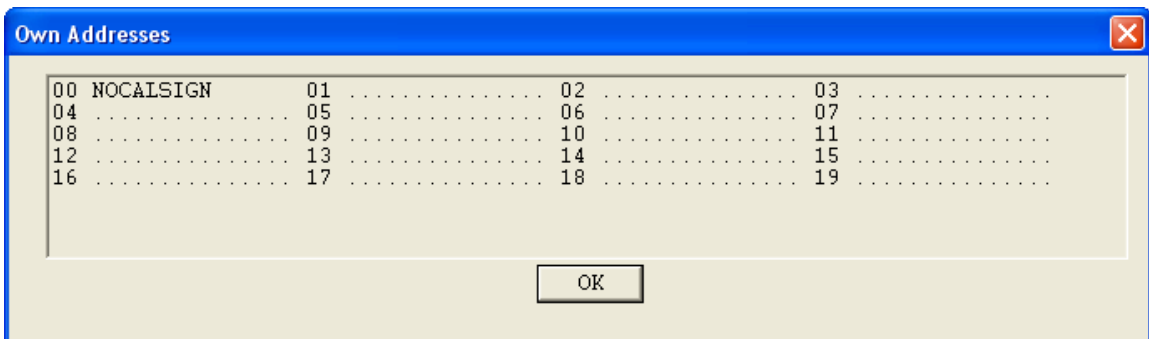 Own Addresses
00 NOCALSIGN 01 ............... 02 ............... 03 ...............
04 ............... 05 ............... 06 ............... 07 ...............
08 ............... 09 ............... 10 ............... 11 ...............
12 ............... 13 ............... 14 ............... 15 ...............
16 ............... 17 ............... 18 ............... 19 ...............
OK